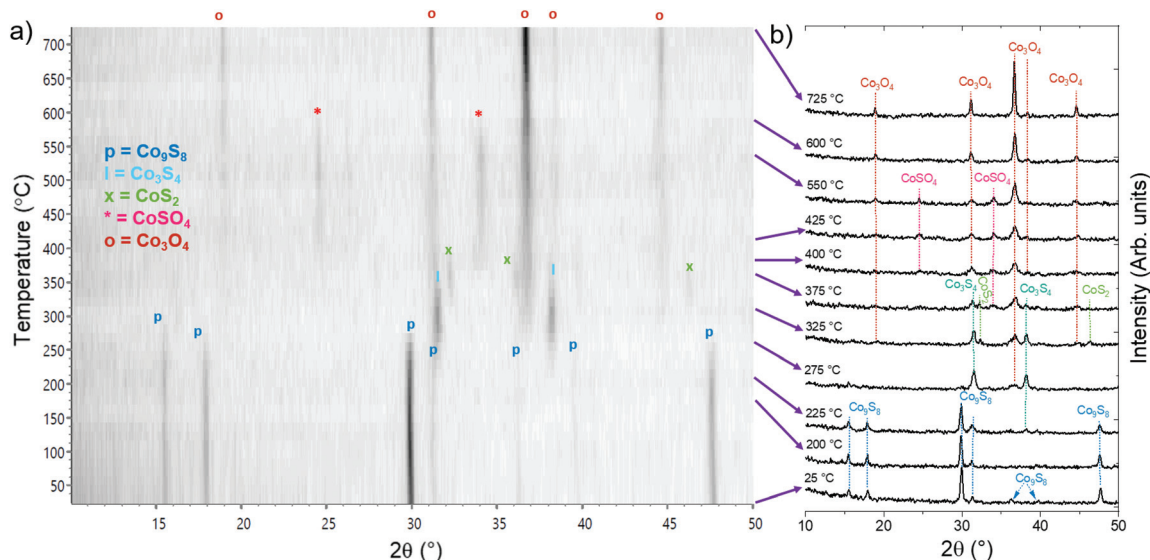 a)
o o o o o
700
650
600
550
500
450
400
350
300
250
200
150
100
50
Temperature (°C)
15 20 25 30 35 40 45 50
2θ (°)
* *
p = Co₉S₈
l = Co₃S₄
x = CoS₂
* = CoSO₄
o = Co₃O₄
x x x
l l
p p p p p p p
b)
Co₃O₄ Co₃O₄ Co₃O₄ Co₃O₄
725 °C
600 °C
550 °C
CoSO₄ CoSO₄
425 °C
400 °C
375 °C
Co₃S₄ CoS₂ Co₃S₄ CoS₂
325 °C
275 °C
225 °C
Co₉S₈ Co₉S₈ Co₉S₈
200 °C
25 °C
Co₉S₈
10 20 30 40 50
2θ (°)
Intensity (Arb. units)